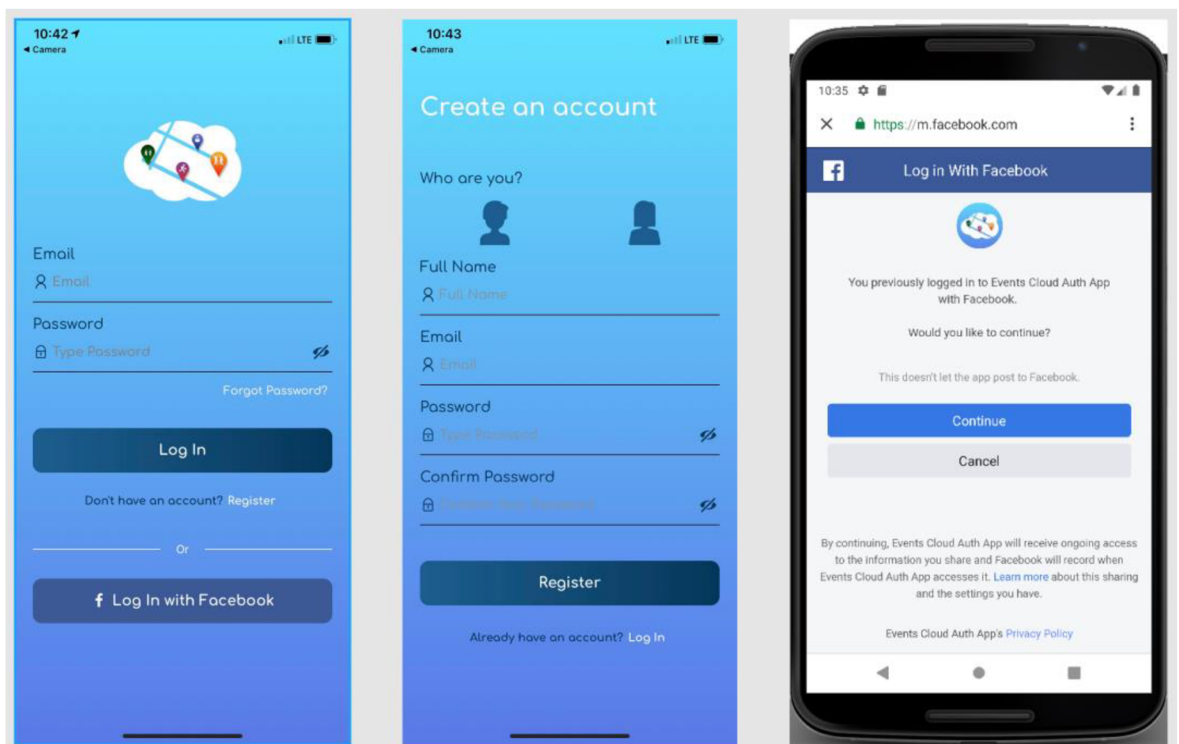 10:42
LTE
Camera
Email
Email
Password
Type Password
Forgot Password?
Log In
Don't have an account? Register
Or
f Log In with Facebook
10:43
LTE
Camera
Create an account
Who are you?
Full Name
Full Name
Email
Email
Password
Type Password
Confirm Password
Password
Register
Already have an account? Log In
10:35
https://m.facebook.com
f Log in With Facebook
You previously logged in to Events Cloud Auth App
with Facebook.
Would you like to continue?
This doesn't let the app post to Facebook.
Continue
Cancel
By continuing, Events Cloud Auth App will receive ongoing access
to the information you share and Facebook will record when
Events Cloud Auth App accesses it. Learn more about this sharing
and the settings you have.
Events Cloud Auth App's Privacy Policy